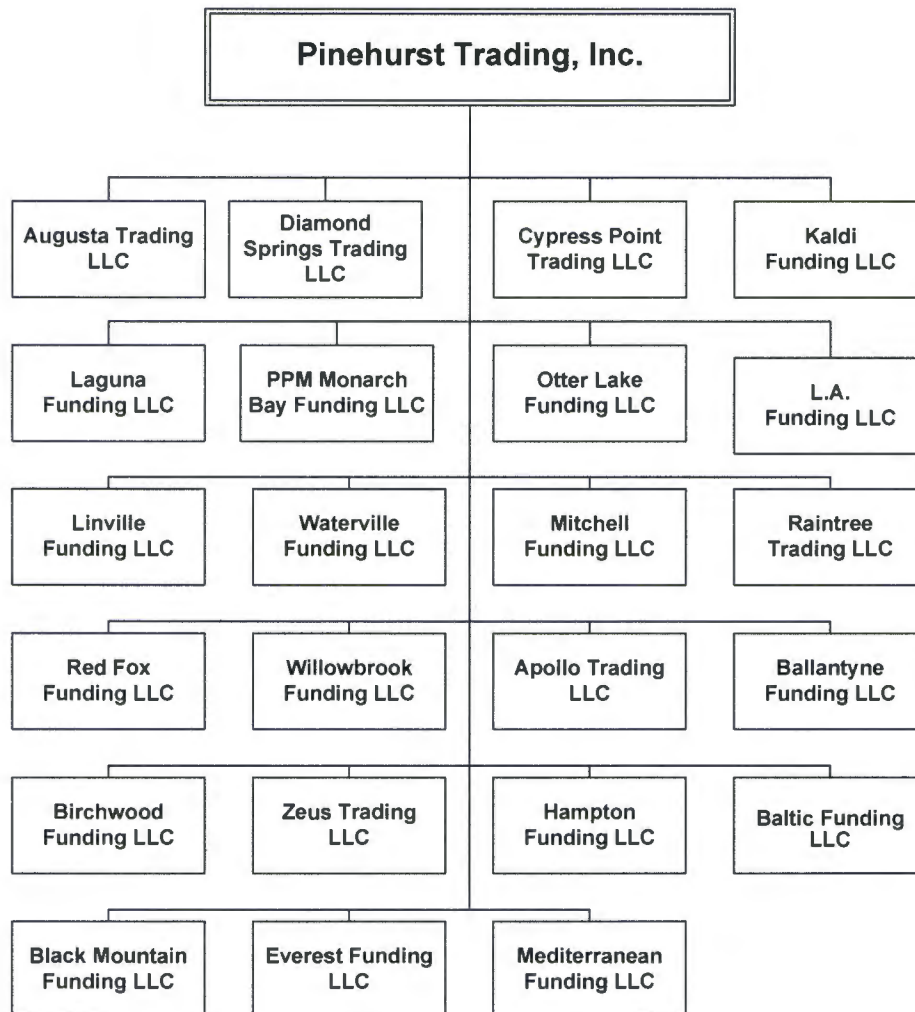 Pinehurst Trading, Inc.
Augusta Trading
LLC
Diamond
Springs Trading
LLC
Cypress Point
Trading LLC
Kaldi
Funding LLC
Laguna
Funding LLC
PPM Monarch
Bay Funding LLC
Otter Lake
Funding LLC
L.A.
Funding LLC
Linville
Funding LLC
Waterville
Funding LLC
Mitchell
Funding LLC
Raintree
Trading LLC
Red Fox
Funding LLC
Willowbrook
Funding LLC
Apollo Trading
LLC
Ballantyne
Funding LLC
Birchwood
Funding LLC
Zeus Trading
LLC
Hampton
Funding LLC
Baltic Funding
LLC
Black Mountain
Funding LLC
Everest Funding
LLC
Mediterranean
Funding LLC